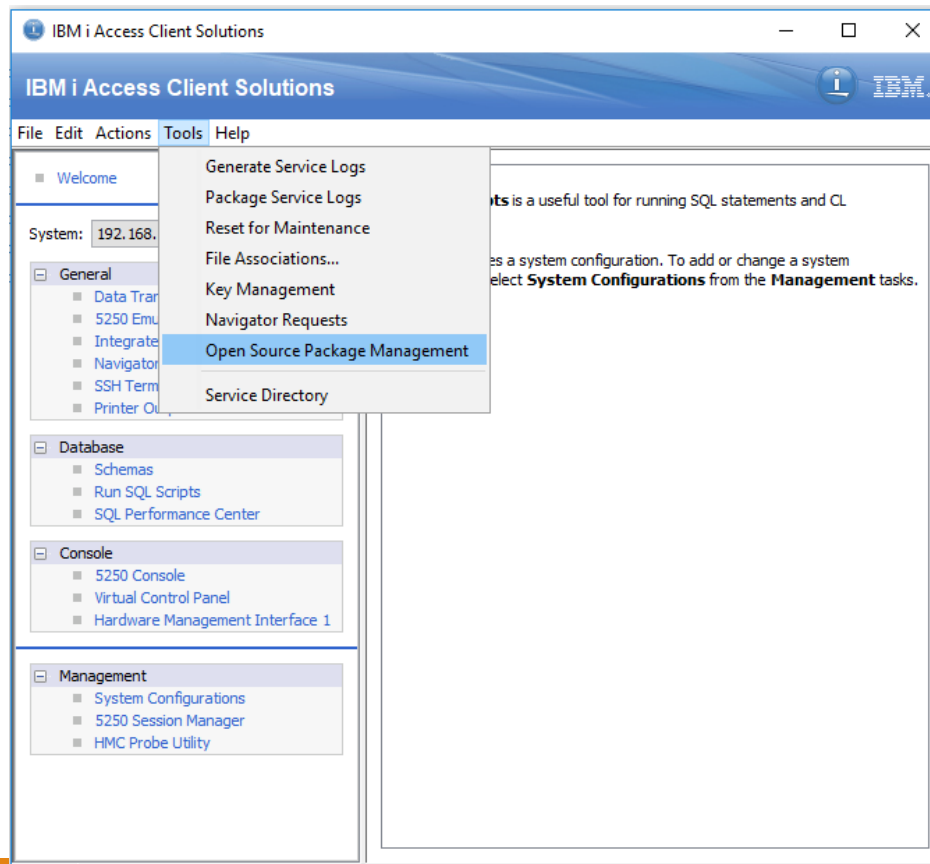 IBM i Access Client Solutions
IBM i Access Client Solutions
IBM
File Edit Actions Tools Help
Generate Service Logs
Package Service Logs
Reset for Maintenance
File Associations...
Key Management
Navigator Requests
Open Source Package Management
Service Directory
Welcome
System: 192.168.
General
Data Tran
5250 Emu
Integrate
Navigator
SSH Term
Printer Ou
Database
Schemas
Run SQL Scripts
SQL Performance Center
Console
5250 Console
Virtual Control Panel
Hardware Management Interface 1
Management
System Configurations
5250 Session Manager
HMC Probe Utility
is a useful tool for running SQL statements and CL
a system configuration. To add or change a system
select System Configurations from the Management tasks.